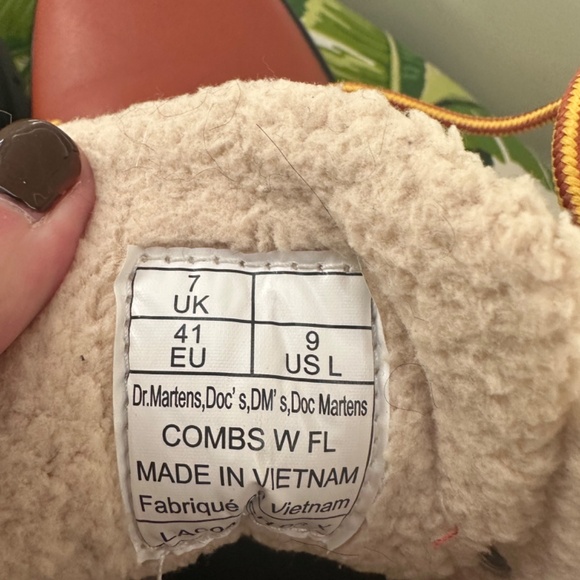 7
UK
41
EU
9
US L
Dr.Martens,Doc's,DM's,Doc Martens
COMBS W FL
MADE IN VIETNAM
Fabriqué Vietnam